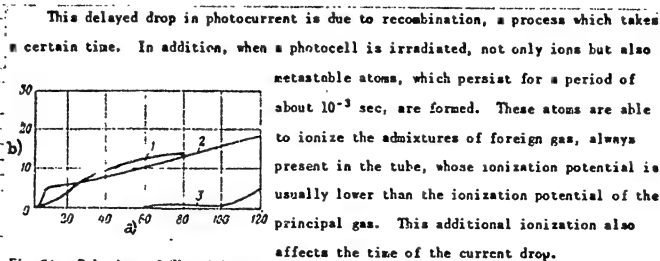 This delayed drop in photocurrent is due to recombination, a process which takes
a certain time. In addition, when a photocell is irradiated, not only ions but also
metastable atoms, which persist for a period of
about 10⁻³ sec, are formed. These atoms are able
to ionize the admixtures of foreign gas, always
present in the tube, whose ionization potential is
usually lower than the ionization potential of the
principal gas. This additional ionization also
affects the time of the current drop.
30
20
b)
10
0
1
2
3
20 40 60 80 100 120
a)